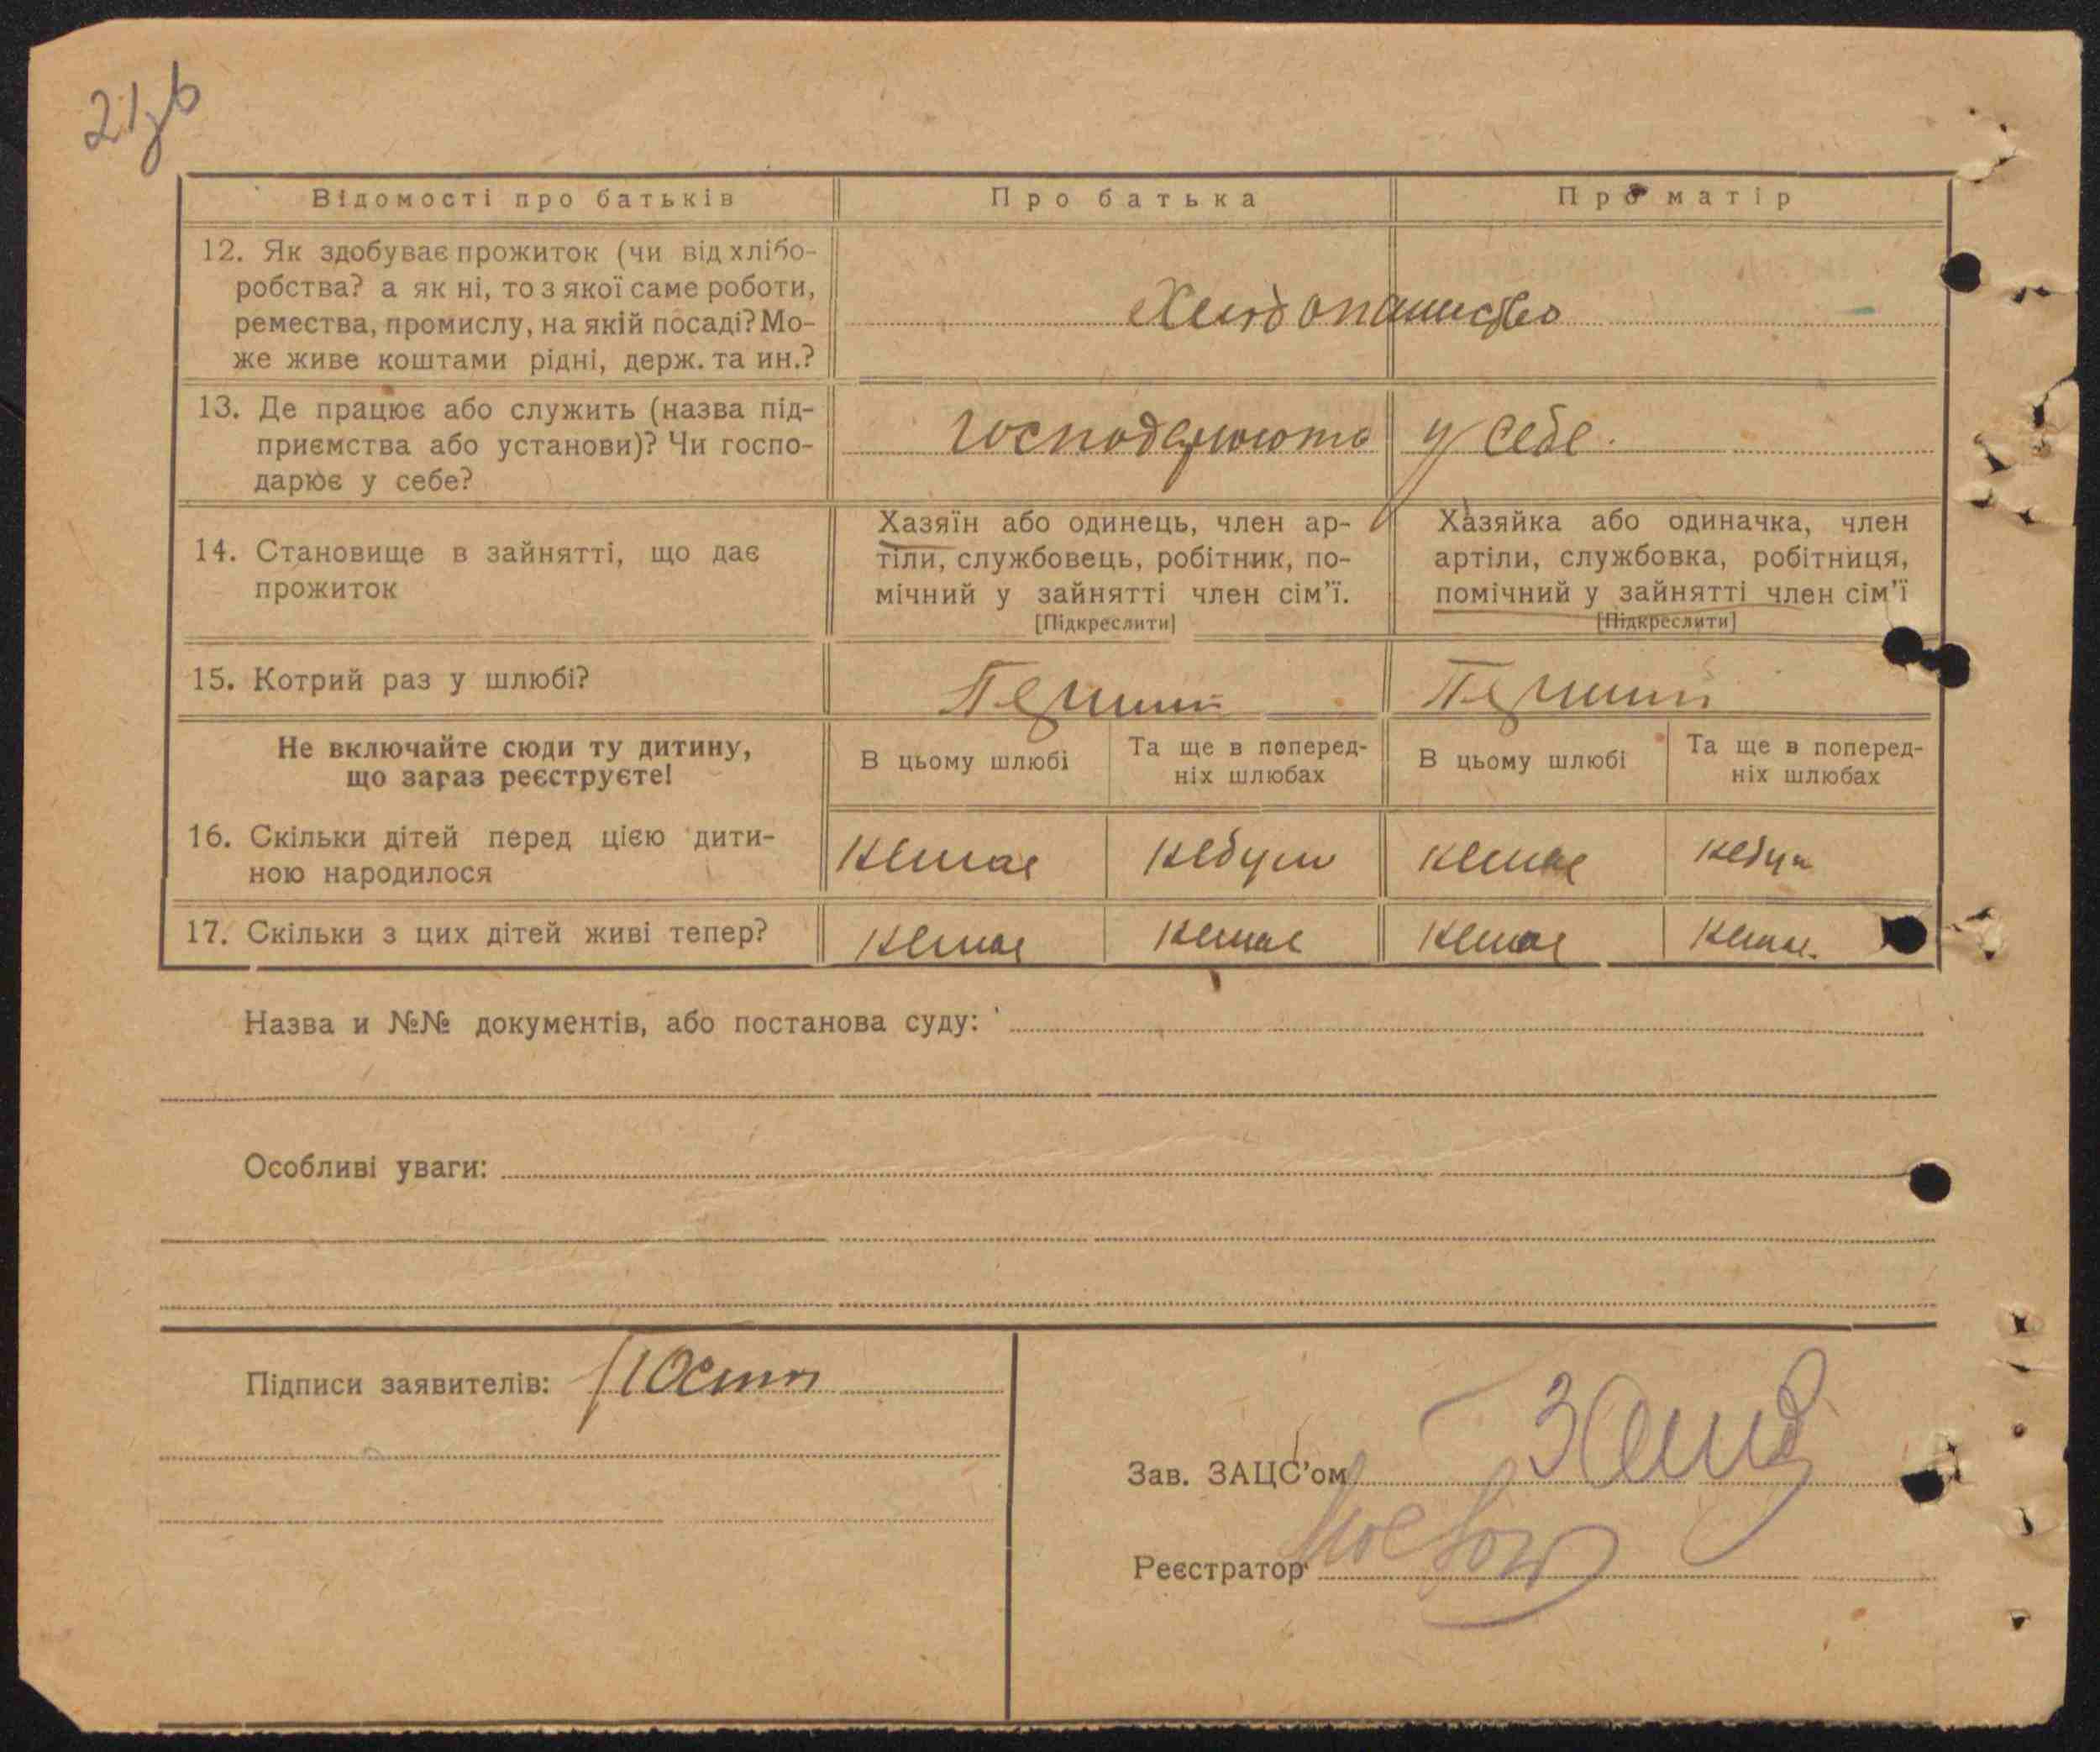 Відомості про батьків
Про батька
Про матір
12. Як здобуває прожиток (чи від хлібо-
робства? а як ні, то з якої саме роботи,
ремества, промислу, на якій посаді? Мо-
же живе коштами рідні, держ. та ин.?
13. Де працює або служить (назва під-
приємства або установи)? Чи госпо-
дарює у себе?
господарюють у себе.
14. Становище в зайнятті, що дає
прожиток
Хазяїн або одинець, член ар-
тіли, службовець, робітник, по-
мічний у зайнятті член сім'ї.
[Підкреслити]
Хазяйка або одиначка, член
артіли, службовка, робітниця,
помічний у зайнятті член сім'ї
[Підкреслити]
15. Котрий раз у шлюбі?
Перший
Перший
Не включайте сюди ту дитину,
що зараз реєструєте!
В цьому шлюбі
Та ще в поперед-
ніх шлюбах
В цьому шлюбі
Та ще в поперед-
ніх шлюбах
16. Скільки дітей перед цією дити-
ною народилося
немає
небуло
немає
17. Скільки з цих дітей живі тепер?
немає
немає
немає
немає.
Назва и №№ документів, або постанова суду:
Особливі уваги:
Підписи заявителів:
Зав. ЗАЦС'ом
Реєстратор